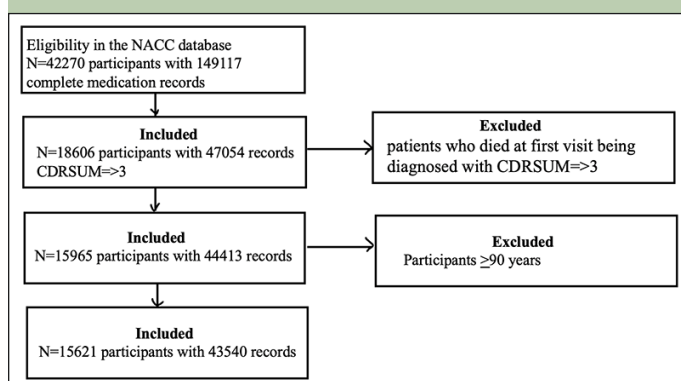 Eligibility in the NACC database
N=42270 participants with 149117
complete medication records
Included
N=18606 participants with 47054 records
CDRSUM=>3
Excluded
patients who died at first visit being
diagnosed with CDRSUM=>3
Included
N=15965 participants with 44413 records
Excluded
Participants ≥90 years
Included
N=15621 participants with 43540 records